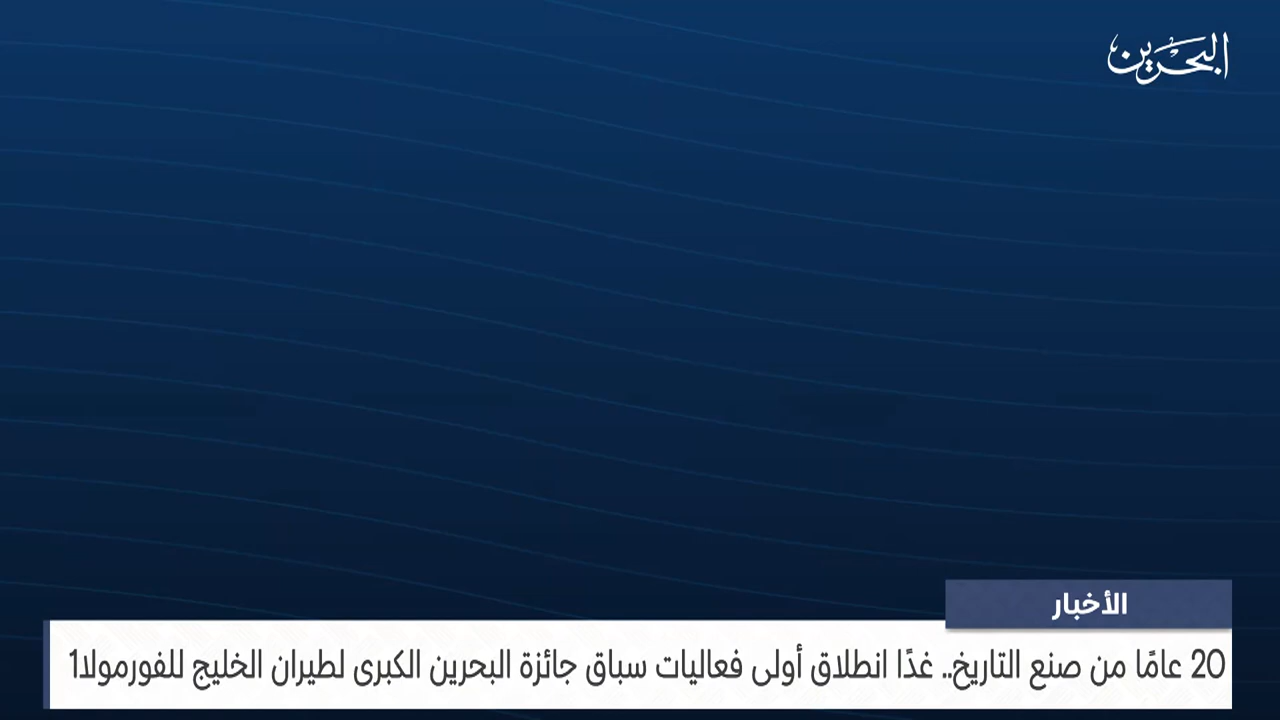 البحرين
الأخبار
20 عامًا من صنع التاريخ.. غدًا انطلاق أولى فعاليات سباق جائزة البحرين الكبرى لطيران الخليج للفورمولا1